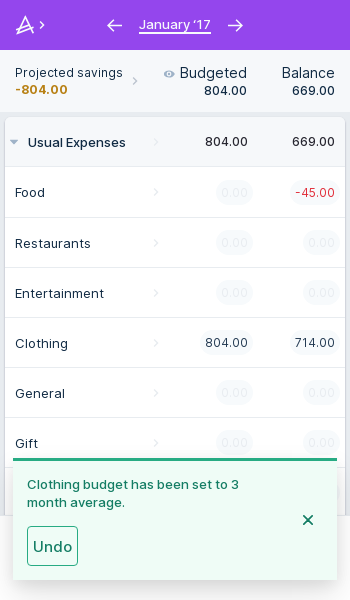 January ‘17
Projected savings
-804.00
Budgeted
804.00
Balance
669.00
Usual Expenses 804.00 669.00
Food 0.00 -45.00
Restaurants 0.00 0.00
Entertainment 0.00 0.00
Clothing 804.00 714.00
General 0.00 0.00
Gift 0.00 0.00
Clothing budget has been set to 3
month average.
Undo